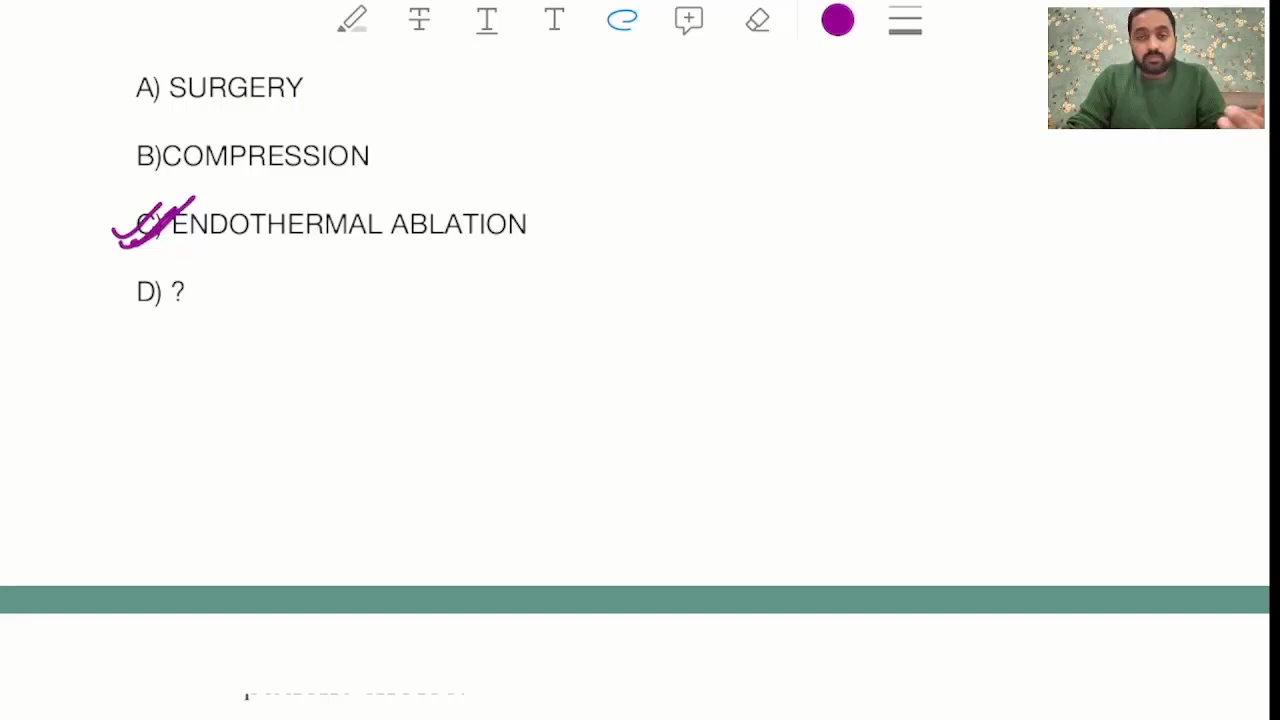 A) SURGERY
B)COMPRESSION
C) ENDOTHERMAL ABLATION
D) ?